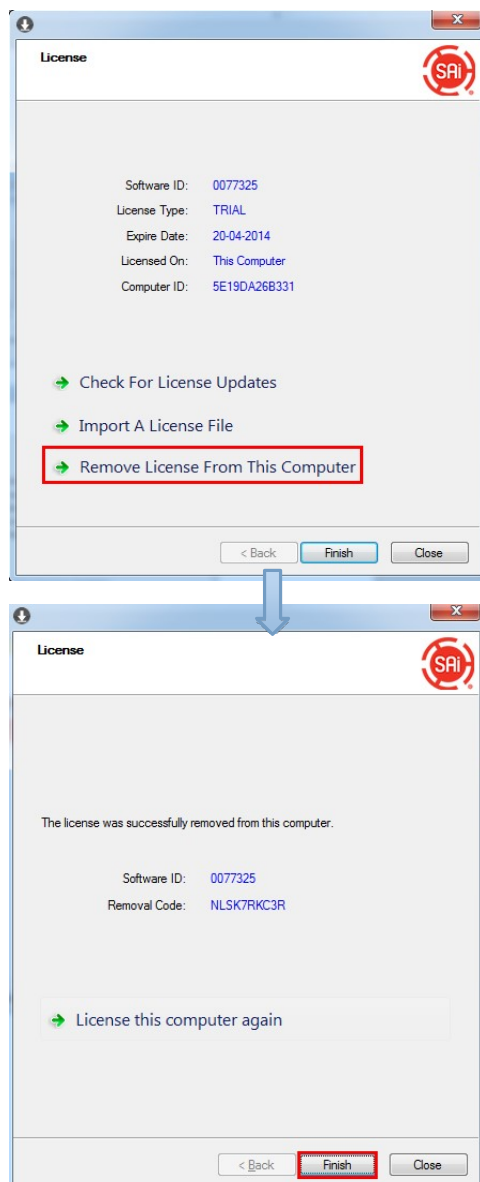 License
SAi
Software ID: 0077325
License Type: TRIAL
Expire Date: 20-04-2014
Licensed On: This Computer
Computer ID: 5E19DA26B331
Check For License Updates
Import A License File
Remove License From This Computer
< Back Finish Close
License
SAi
The license was successfully removed from this computer.
Software ID: 0077325
Removal Code: NLSK7RKC3R
License this computer again
< Back Finish Close